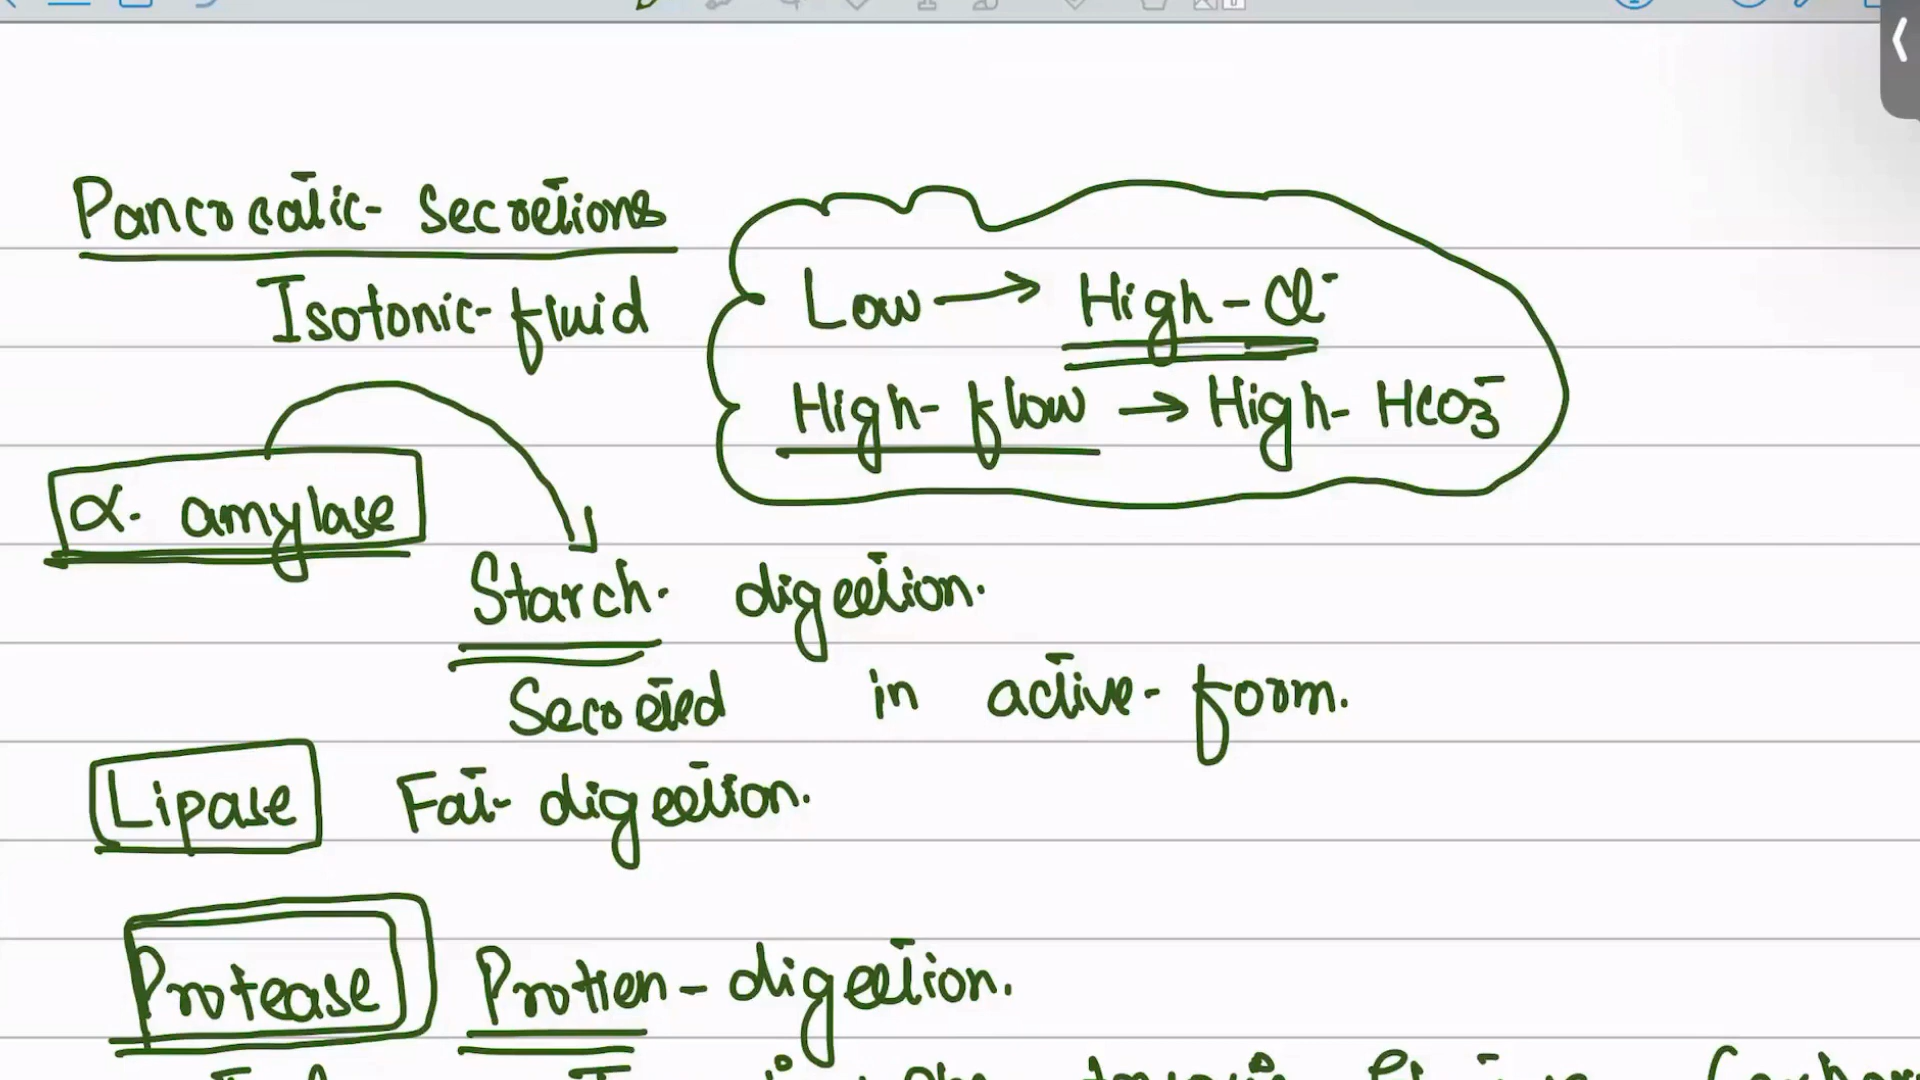 Pancreatic- Secretions
Isotonic- fluid
Low → High - Cl⁻
High- flow → High- HCO3⁻
α. amylase
Starch. digestion.
Secreted in active- form.
Lipase Fat- digestion.
Protease Protien - digestion.